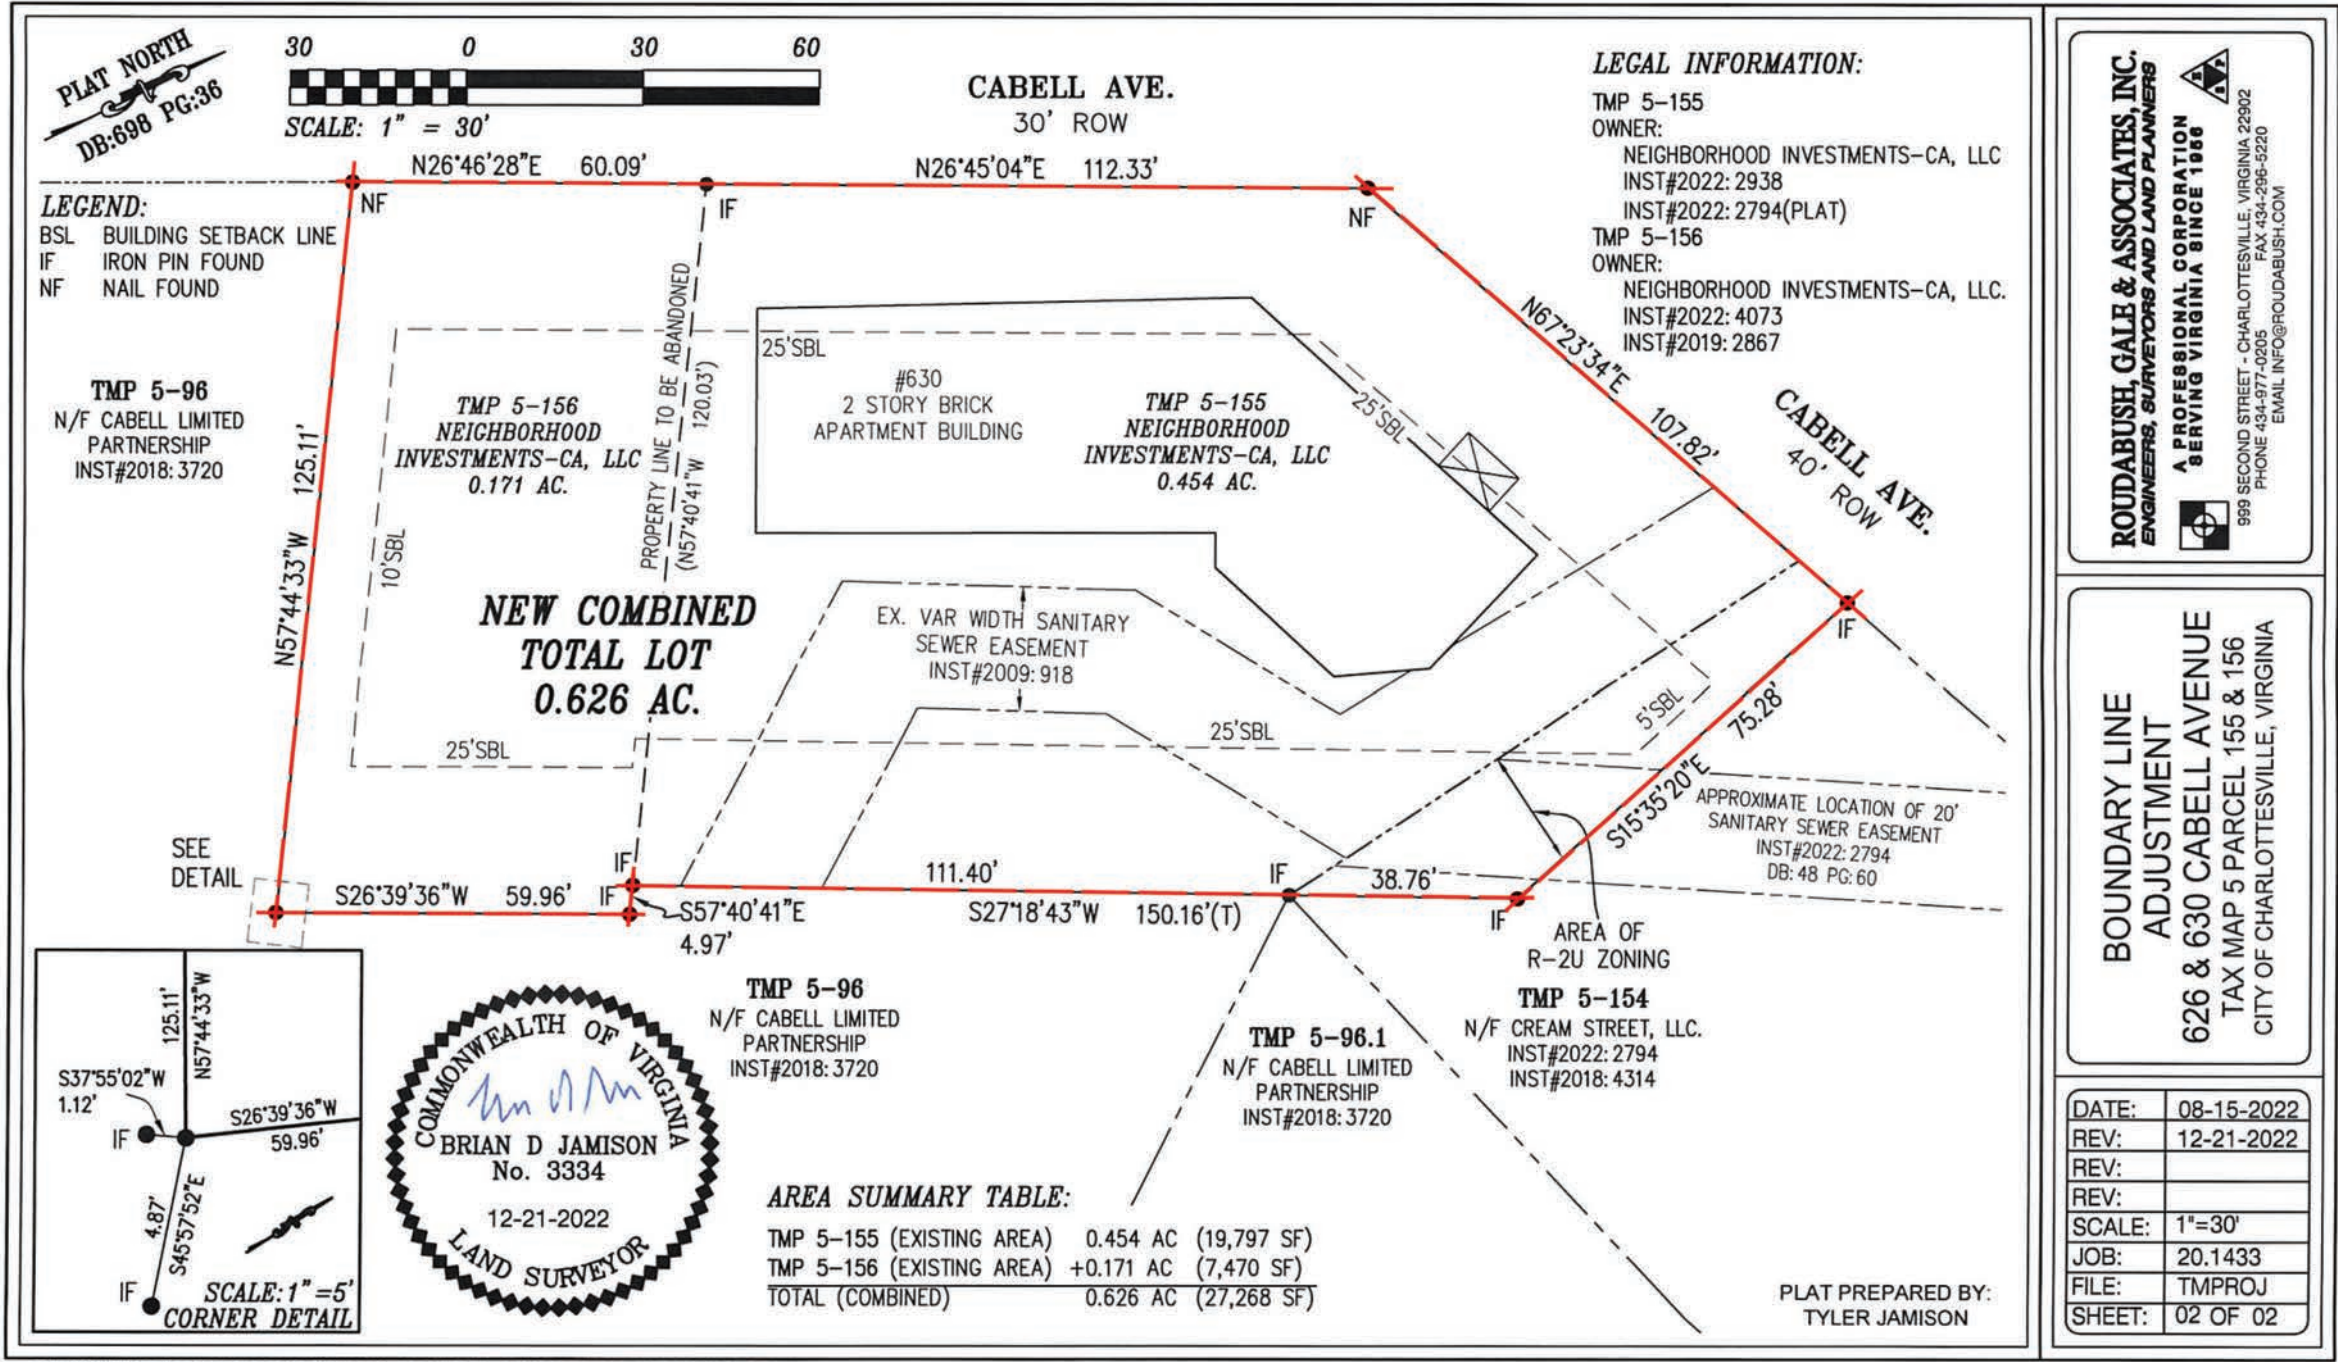 PLAT NORTH
DB:698 PG:36
30 0 30 60
SCALE: 1" = 30'
CABELL AVE.
30' ROW
LEGAL INFORMATION:
TMP 5-155
OWNER:
NEIGHBORHOOD INVESTMENTS-CA, LLC
INST#2022:2938
INST#2022:2794(PLAT)
TMP 5-156
OWNER:
NEIGHBORHOOD INVESTMENTS-CA, LLC.
INST#2022:4073
INST#2019:2867
N26°46'28"E 60.09'
N26°45'04"E 112.33'
NF
IF
NF
LEGEND:
BSL BUILDING SETBACK LINE
IF IRON PIN FOUND
NF NAIL FOUND
TMP 5-96
N/F CABELL LIMITED
PARTNERSHIP
INST#2018:3720
N57°44'33"W 125.11'
10'SBL
TMP 5-156
NEIGHBORHOOD
INVESTMENTS-CA, LLC
0.171 AC.
PROPERTY LINE TO BE ABANDONED
(N57°40'41"W 120.03')
25'SBL
#630
2 STORY BRICK
APARTMENT BUILDING
TMP 5-155
NEIGHBORHOOD
INVESTMENTS-CA, LLC
0.454 AC.
25'SBL
N67°23'34"E 107.82'
CABELL AVE.
40' ROW
IF
NEW COMBINED
TOTAL LOT
0.626 AC.
EX. VAR WIDTH SANITARY
SEWER EASEMENT
INST#2009:918
25'SBL
25'SBL
5'SBL
75.28'
S15°35'20"E
APPROXIMATE LOCATION OF 20'
SANITARY SEWER EASEMENT
INST#2022:2794
DB:48 PG:60
SEE
DETAIL
S26°39'36"W 59.96'
IF
IF
S57°40'41"E
4.97'
111.40'
S27°18'43"W 150.16'(T)
IF
38.76'
IF
AREA OF
R-2U ZONING
TMP 5-96
N/F CABELL LIMITED
PARTNERSHIP
INST#2018:3720
TMP 5-96.1
N/F CABELL LIMITED
PARTNERSHIP
INST#2018:3720
TMP 5-154
N/F CREAM STREET, LLC.
INST#2022:2794
INST#2018:4314
125.11'
N57°44'33"W
S37°55'02"W
1.12'
IF
S26°39'36"W
59.96'
4.87'
S45°57'52"E
IF
SCALE:1"=5'
CORNER DETAIL
COMMONWEALTH OF VIRGINIA
BRIAN D JAMISON
No. 3334
12-21-2022
LAND SURVEYOR
AREA SUMMARY TABLE:
TMP 5-155 (EXISTING AREA) 0.454 AC (19,797 SF)
TMP 5-156 (EXISTING AREA) +0.171 AC (7,470 SF)
TOTAL (COMBINED) 0.626 AC (27,268 SF)
PLAT PREPARED BY:
TYLER JAMISON
ROUDABUSH, GALE & ASSOCIATES, INC.
ENGINEERS, SURVEYORS AND LAND PLANNERS
A PROFESSIONAL CORPORATION
SERVING VIRGINIA SINCE 1956
999 SECOND STREET - CHARLOTTESVILLE, VIRGINIA 22902
PHONE 434-977-0205 FAX 434-296-5220
EMAIL INFO@ROUDABUSH.COM
BOUNDARY LINE
ADJUSTMENT
626 & 630 CABELL AVENUE
TAX MAP 5 PARCEL 155 & 156
CITY OF CHARLOTTESVILLE, VIRGINIA
DATE: 08-15-2022
REV: 12-21-2022
REV:
REV:
SCALE: 1"=30'
JOB: 20.1433
FILE: TMPROJ
SHEET: 02 OF 02